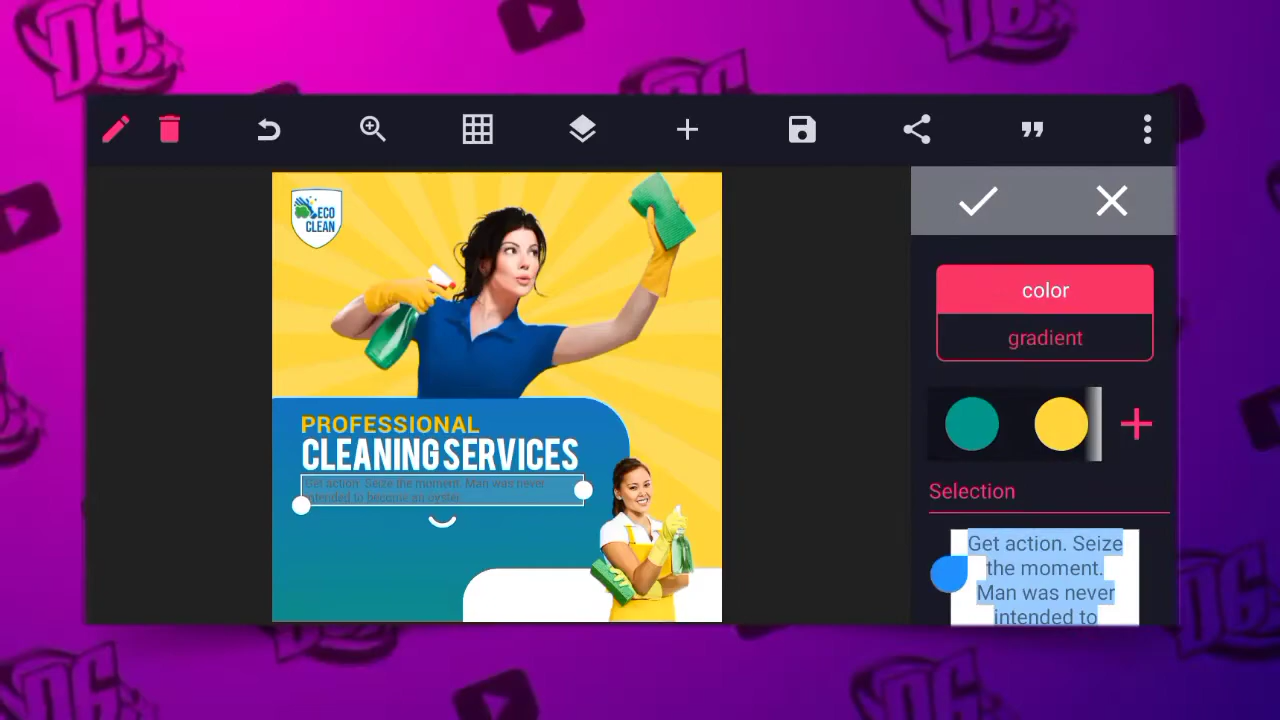 ECO
CLEAN
PROFESSIONAL
CLEANING SERVICES
Get action. Seize the moment. Man was never
intended to become an oyster.
color
gradient
Selection
Get action. Seize
the moment.
Man was never
intended to